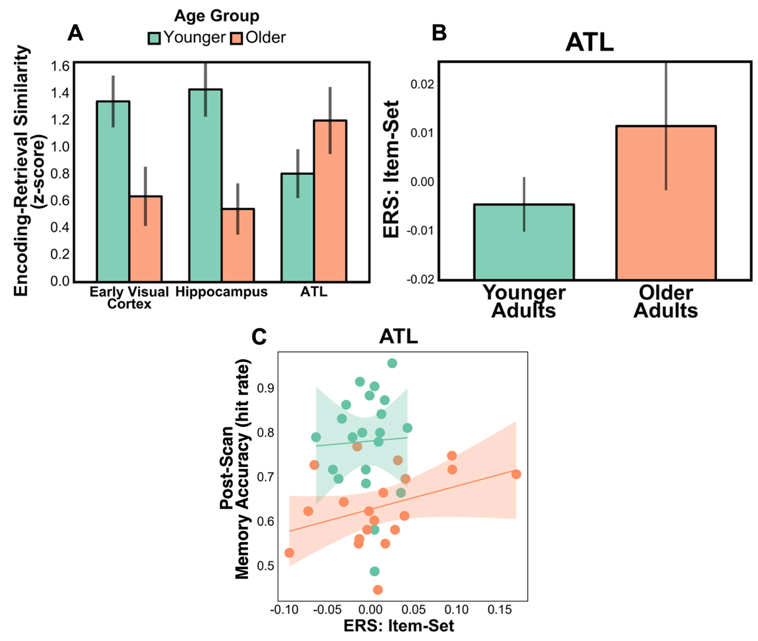 Age Group
Younger Older
A
Encoding-Retrieval Similarity
(z-score)
1.6
1.4
1.2
1.0
0.8
0.6
0.4
0.2
0.0
Early Visual
Cortex
Hippocampus
ATL
B
ATL
ERS: Item-Set
0.02
0.01
0.00
-0.01
-0.02
Younger
Adults
Older
Adults
C
ATL
Post-Scan
Memory Accuracy (hit rate)
0.9
0.8
0.7
0.6
0.5
-0.10 -0.05 0.00 0.05 0.10 0.15
ERS: Item-Set